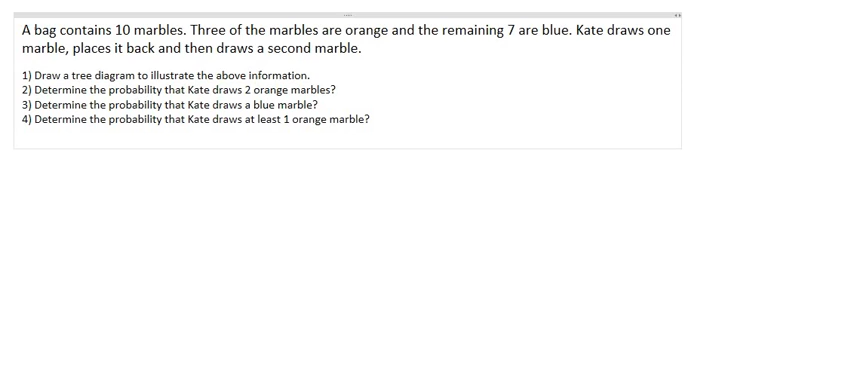 A bag contains 10 marbles. Three of the marbles are orange and the remaining 7 are blue. Kate draws one
marble, places it back and then draws a second marble.
1) Draw a tree diagram to illustrate the above information.
2) Determine the probability that Kate draws 2 orange marbles?
3) Determine the probability that Kate draws a blue marble?
4) Determine the probability that Kate draws at least 1 orange marble?